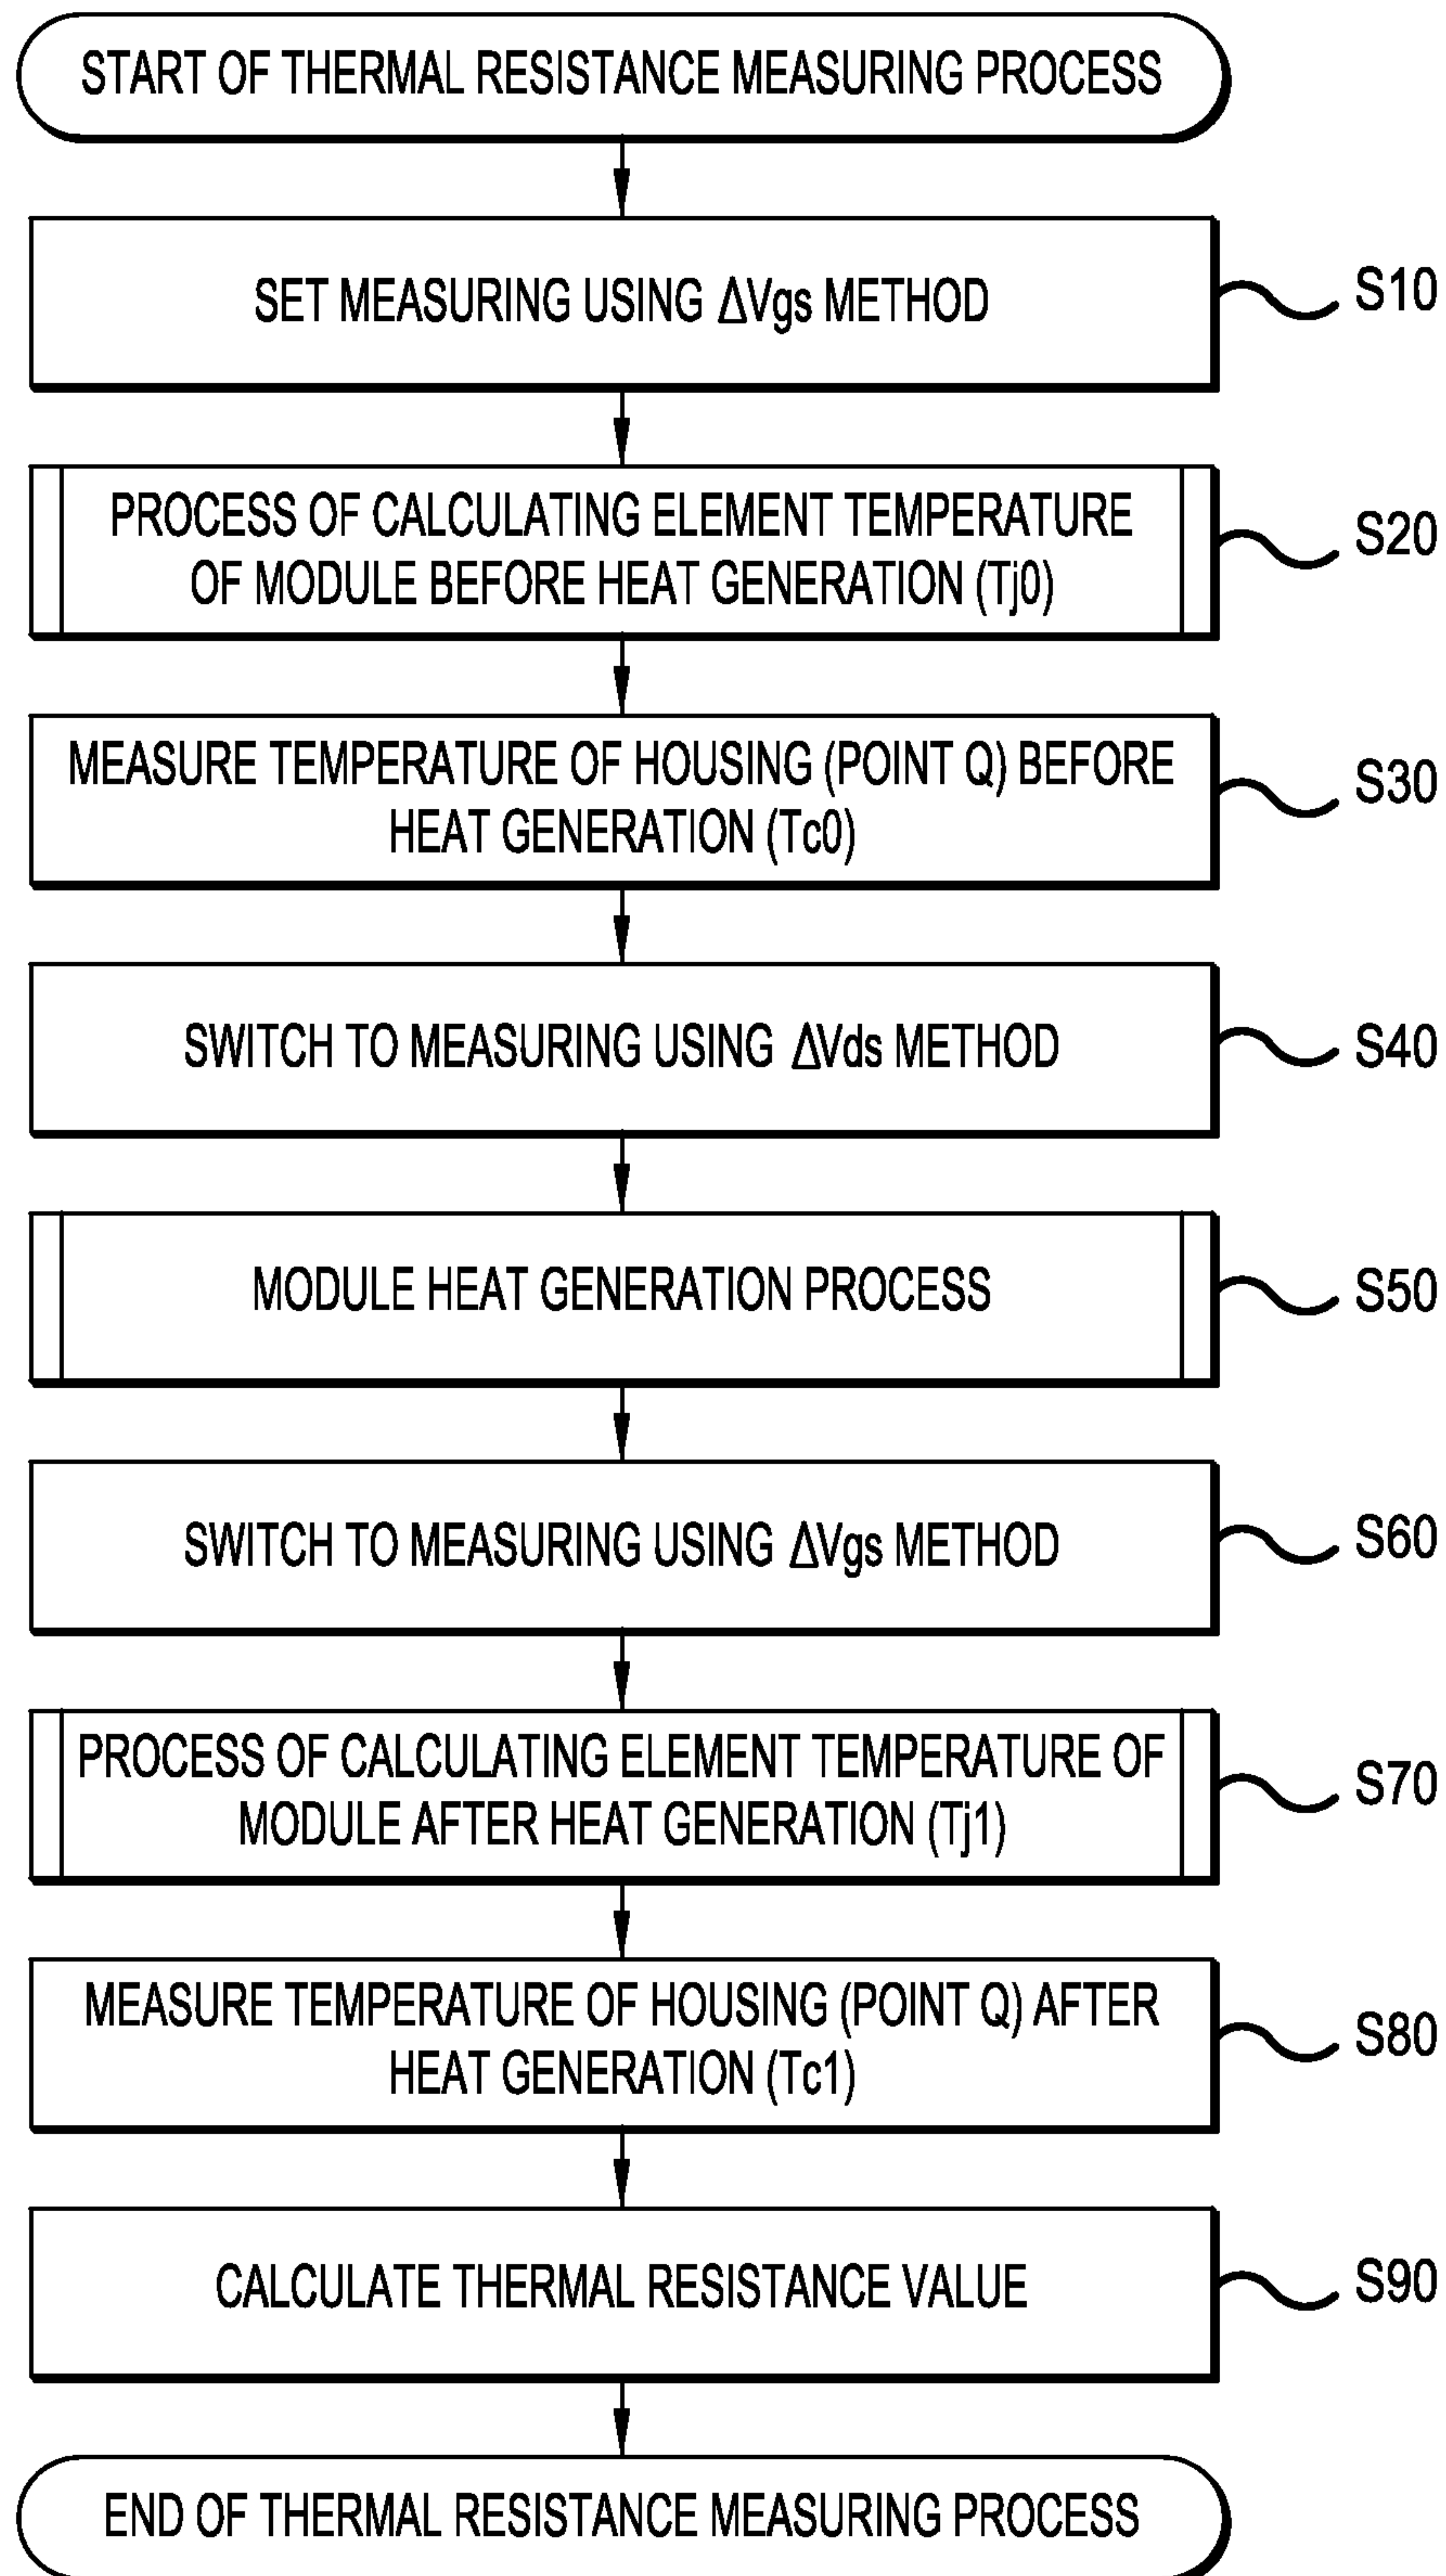 START OF THERMAL RESISTANCE MEASURING PROCESS
SET MEASURING USING ΔVgs METHOD
S10
PROCESS OF CALCULATING ELEMENT TEMPERATURE
OF MODULE BEFORE HEAT GENERATION (Tj0)
S20
MEASURE TEMPERATURE OF HOUSING (POINT Q) BEFORE
HEAT GENERATION (Tc0)
S30
SWITCH TO MEASURING USING ΔVds METHOD
S40
MODULE HEAT GENERATION PROCESS
S50
SWITCH TO MEASURING USING ΔVgs METHOD
S60
PROCESS OF CALCULATING ELEMENT TEMPERATURE OF
MODULE AFTER HEAT GENERATION (Tj1)
S70
MEASURE TEMPERATURE OF HOUSING (POINT Q) AFTER
HEAT GENERATION (Tc1)
S80
CALCULATE THERMAL RESISTANCE VALUE
S90
END OF THERMAL RESISTANCE MEASURING PROCESS